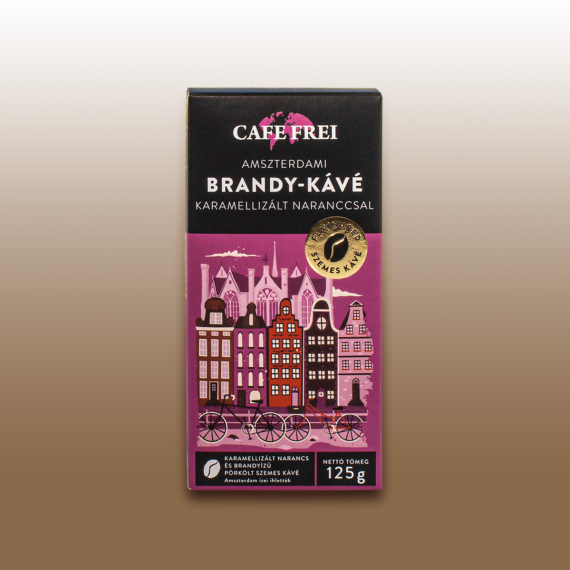 CAFE FREI
AMSZTERDAMI
BRANDY-KÁVÉ
KARAMELLIZÁLT NARANCCSAL
FLAVOURED
SZEMES KÁVÉ
KARAMELLIZÁLT NARANCS
ÉS BRANDYÍZŰ
PÖRKÖLT SZEMES KÁVÉ
Amszterdam ízei ihlették
NETTÓ TÖMEG
125g